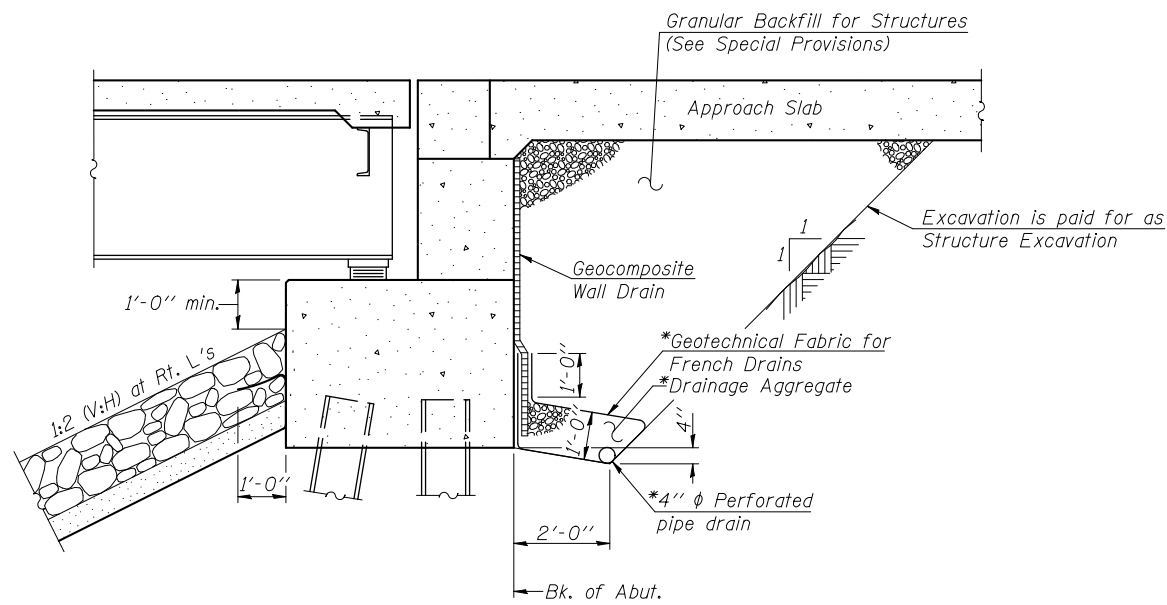 Granular Backfill for Structures
(See Special Provisions)
Approach Slab
Excavation is paid for as
Structure Excavation
1
1
Geocomposite
Wall Drain
1'-0" min.
*Geotechnical Fabric for
French Drains
*Drainage Aggregate
1'-0"
1:2 (V:H) at Rt. L's
1'-0"
4"
1'-0"
*4" ϕ Perforated
pipe drain
2'-0"
Bk. of Abut.